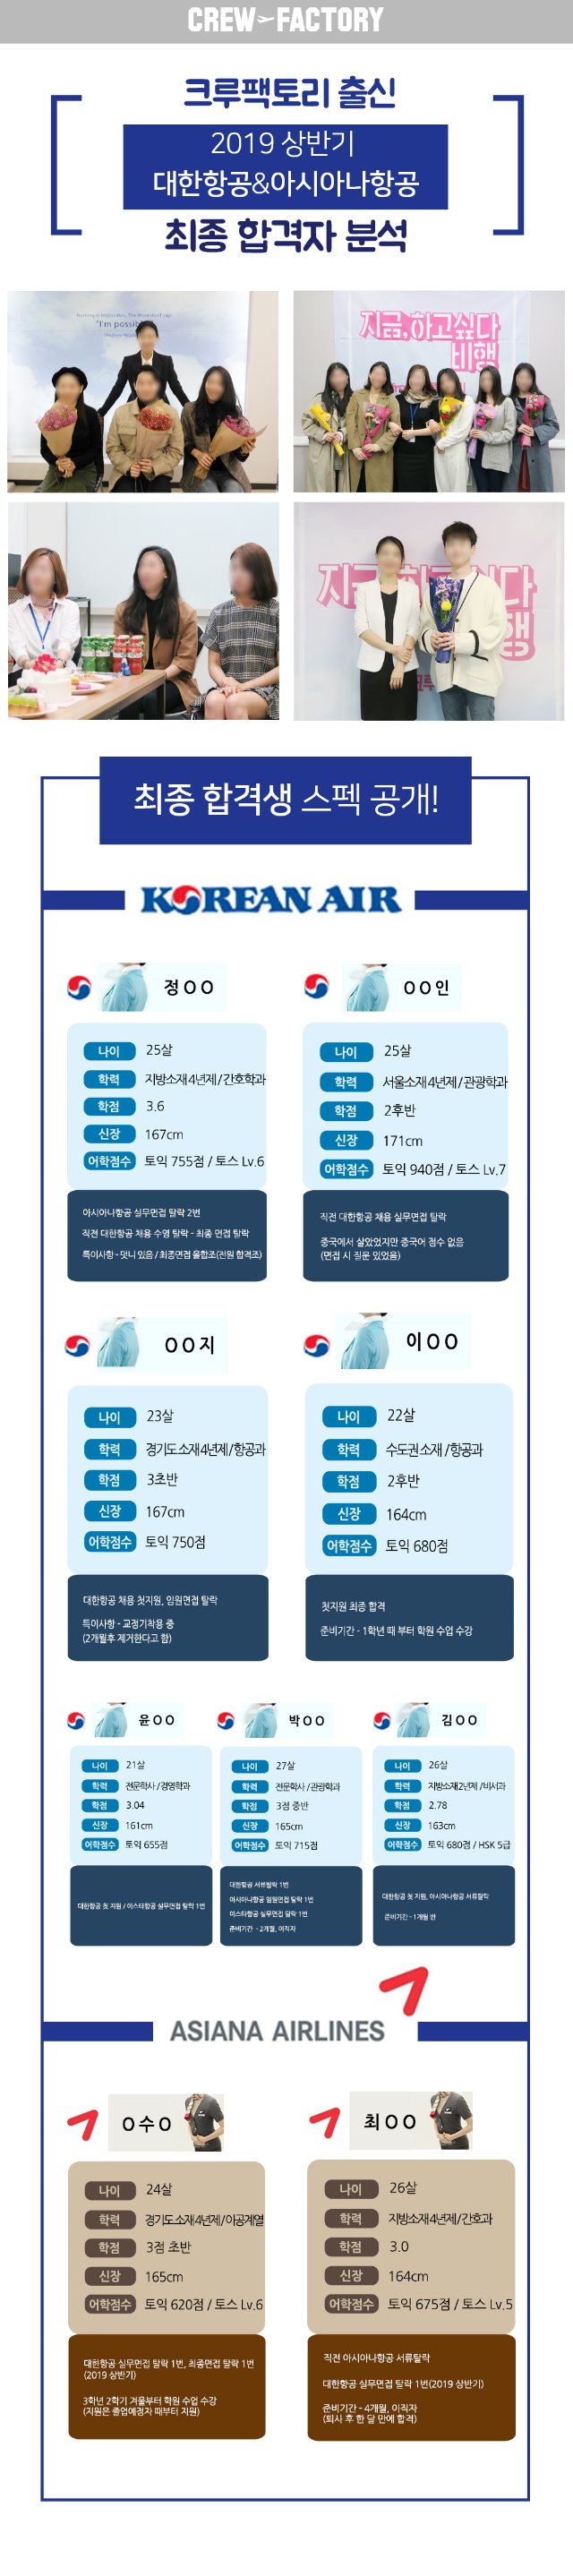 CREW FACTORY
크루팩토리 출신
2019 상반기
대한항공&아시아나항공
최종 합격자 분석
"I'm possible"
지금, 하고싶다
비행
최종 합격생 스펙 공개!
KOREAN AIR
정OO
나이 25살
학력 지방소재4년제/간호학과
학점 3.6
신장 167cm
어학점수 토익 755점 / 토스 Lv.6
아시아나항공 실무면접 탈락 2번
직전 대한항공 채용 수영 탈락 - 최종 면접 탈락
특이사항 - 덧니 있음 / 최종면접 올합조(전원 합격조)
OO인
나이 25살
학력 서울소재4년제/관광학과
학점 2후반
신장 171cm
어학점수 토익 940점 / 토스 Lv.7
직전 대한항공 채용 실무면접 탈락
중국에서 살았었지만 중국어 점수 없음
(면접 시 질문 있었음)
OO지
나이 23살
학력 경기도소재4년제/항공과
학점 3초반
신장 167cm
어학점수 토익 750점
대한항공 채용 첫지원, 임원면접 탈락
특이사항 - 교정기착용 중
(2개월후 제거한다고 함)
이OO
나이 22살
학력 수도권소재/항공과
학점 2후반
신장 164cm
어학점수 토익 680점
첫지원 최종 합격
준비기간 - 1학년 때 부터 학원 수업 수강
윤OO
나이 21살
학력 전문학사/경영학과
학점 3.04
신장 161cm
어학점수 토익 655점
대한항공 첫 지원 / 이스타항공 실무면접 탈락 1번
박OO
나이 27살
학력 전문학사/관광학과
학점 3점 중반
신장 165cm
어학점수 토익 715점
대한항공 서류탈락 1번
아시아나항공 임원면접 탈락 1번
이스타항공 실무면접 탈락 1번
준비기간 - 2개월, 이직자
김OO
나이 26살
학력 지방소재2년제/비서과
학점 2.78
신장 163cm
어학점수 토익 680점 / HSK 5급
대한항공 첫 지원, 아시아나항공 서류탈락
준비기간 - 1개월 반
ASIANA AIRLINES
O수O
나이 24살
학력 경기도소재4년제/이공계열
학점 3점 초반
신장 165cm
어학점수 토익 620점 / 토스 Lv.6
대한항공 실무면접 탈락 1번, 최종면접 탈락 1번
(2019 상반기)
3학년 2학기 겨울부터 학원 수업 수강
(지원은 졸업예정자 때부터 지원)
최OO
나이 26살
학력 지방소재4년제/간호과
학점 3.0
신장 164cm
어학점수 토익 675점 / 토스 Lv.5
직전 아시아나항공 서류탈락
대한항공 실무면접 탈락 1번(2019 상반기)
준비기간 - 4개월, 이직자
(퇴사 후 한 달 만에 합격)